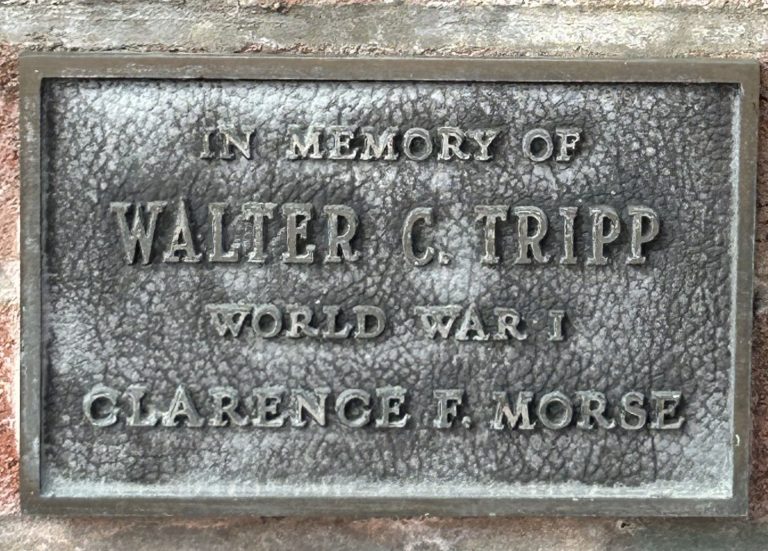 IN MEMORY OF
WALTER C. TRIPP
WORLD WAR I
CLARENCE F. MORSE